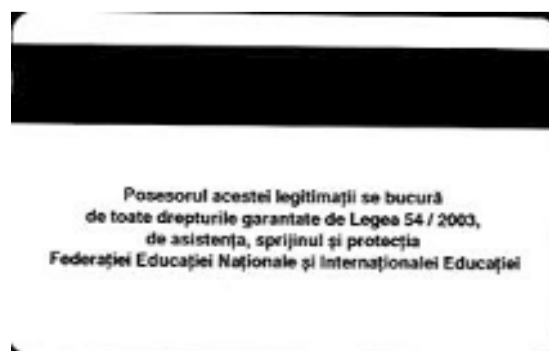 Posesorul acestei legitimații se bucură
de toate drepturile garantate de Legea 54 / 2003,
de asistența, sprijinul și protecția
Federației Educației Naționale și Internaționalei Educației